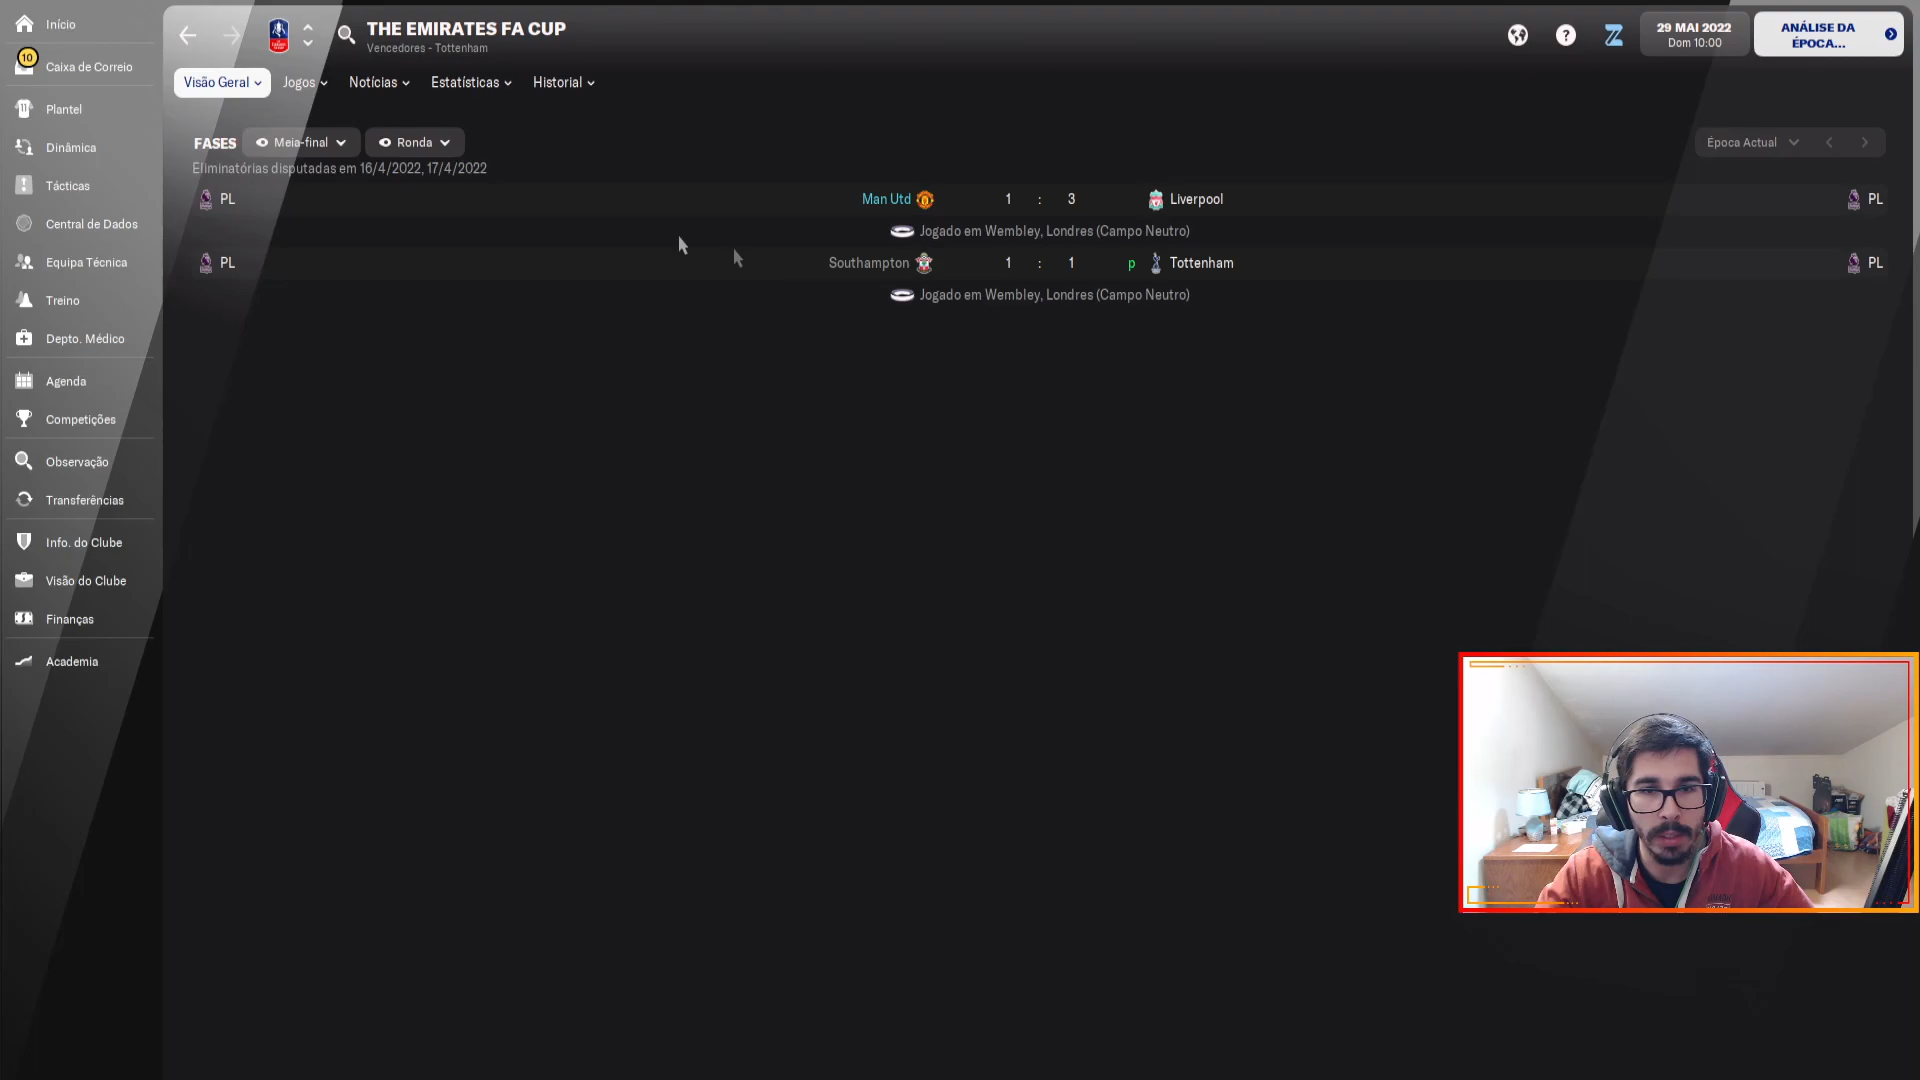 Início
10
Caixa de Correio
Plantel
Dinâmica
Tácticas
Central de Dados
Equipa Técnica
Treino
Depto. Médico
Agenda
Competições
Observação
Transferências
Info. do Clube
Visão do Clube
Finanças
Academia
THE EMIRATES FA CUP
Vencedores - Tottenham
29 MAI 2022
Dom 10:00
ANÁLISE DA
ÉPOCA...
Visão Geral
Jogos
Notícias
Estatísticas
Historial
FASES
Meia-final
Ronda
Época Actual
Eliminatórias disputadas em 16/4/2022, 17/4/2022
PL Man Utd 1 : 3 Liverpool PL
Jogado em Wembley, Londres (Campo Neutro)
PL Southampton 1 : 1 p Tottenham PL
Jogado em Wembley, Londres (Campo Neutro)